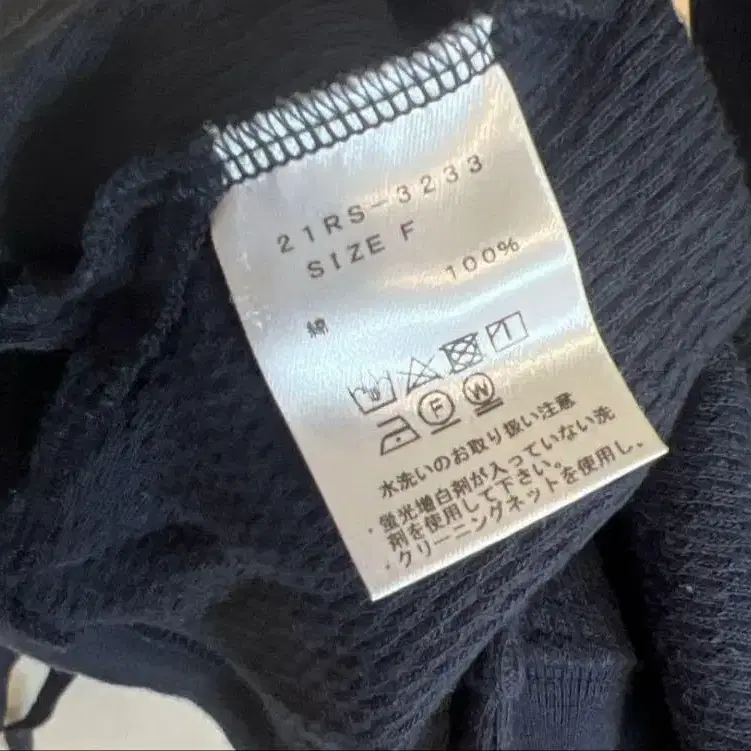 21RS-3233
SIZE F
綿 100%
F W
水洗いのお取り扱い注意
・蛍光増白剤が入っていない洗
剤を使用して下さい。
・クリーニングネットを使用し、